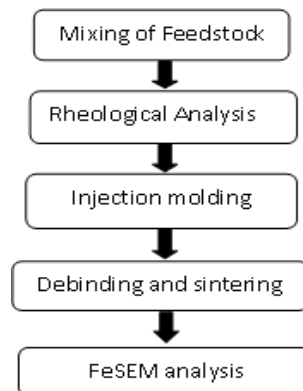 Mixing of Feedstock
Rheological Analysis
Injection molding
Debinding and sintering
FeSEM analysis